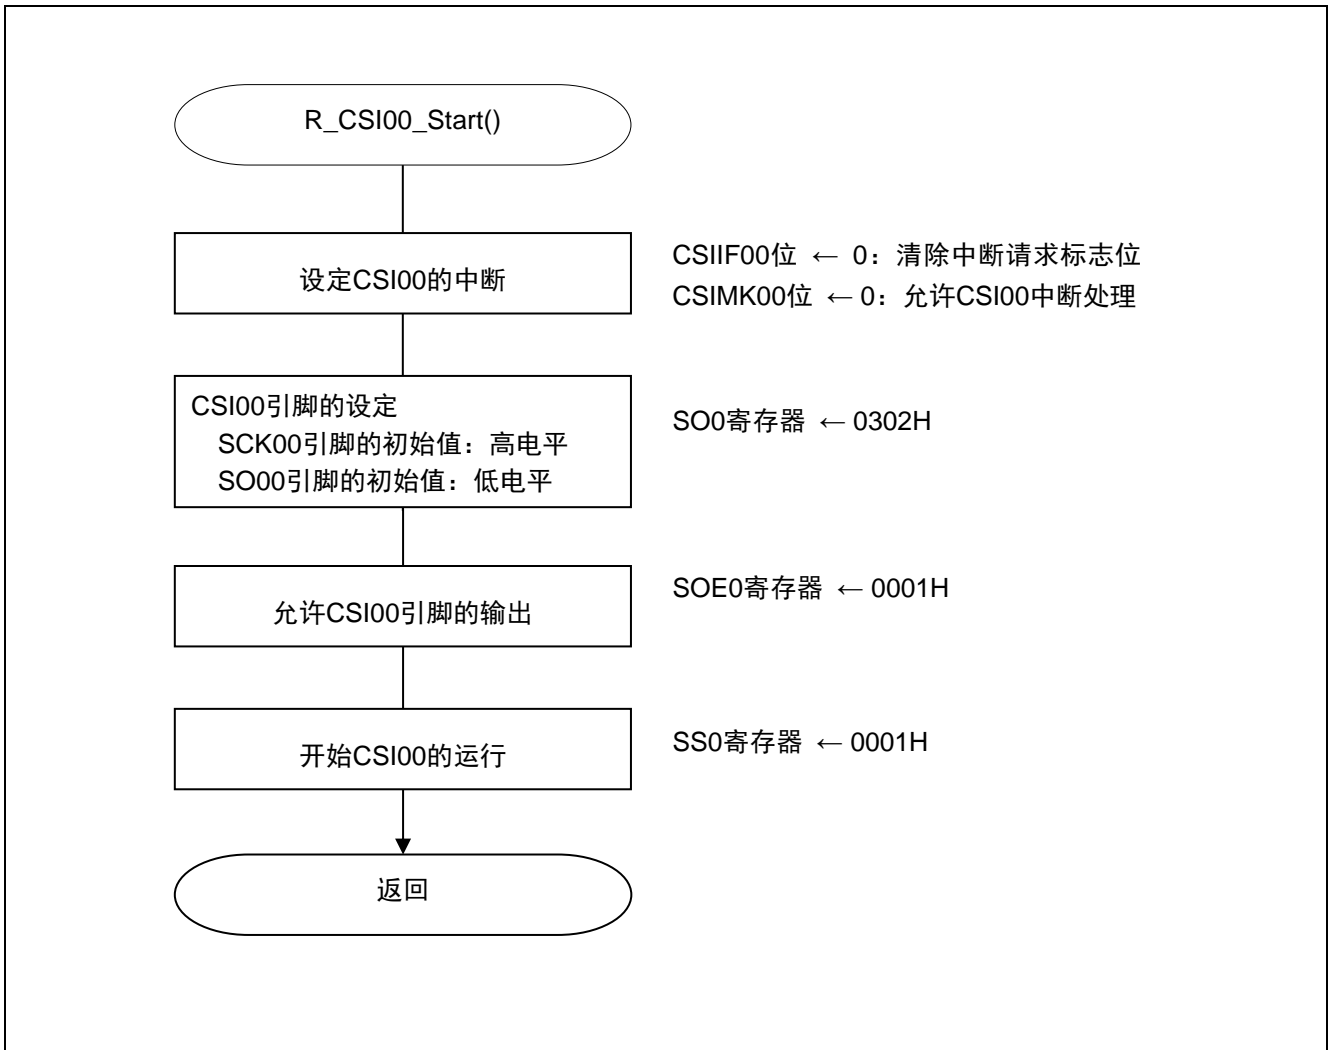 R_CSI00_Start()
设定CSI00的中断
CSIIF00位 ← 0：清除中断请求标志位
CSIMK00位 ← 0：允许CSI00中断处理
CSI00引脚的设定
SCK00引脚的初始值：高电平
SO00引脚的初始值：低电平
SO0寄存器 ← 0302H
允许CSI00引脚的输出
SOE0寄存器 ← 0001H
开始CSI00的运行
SS0寄存器 ← 0001H
返回